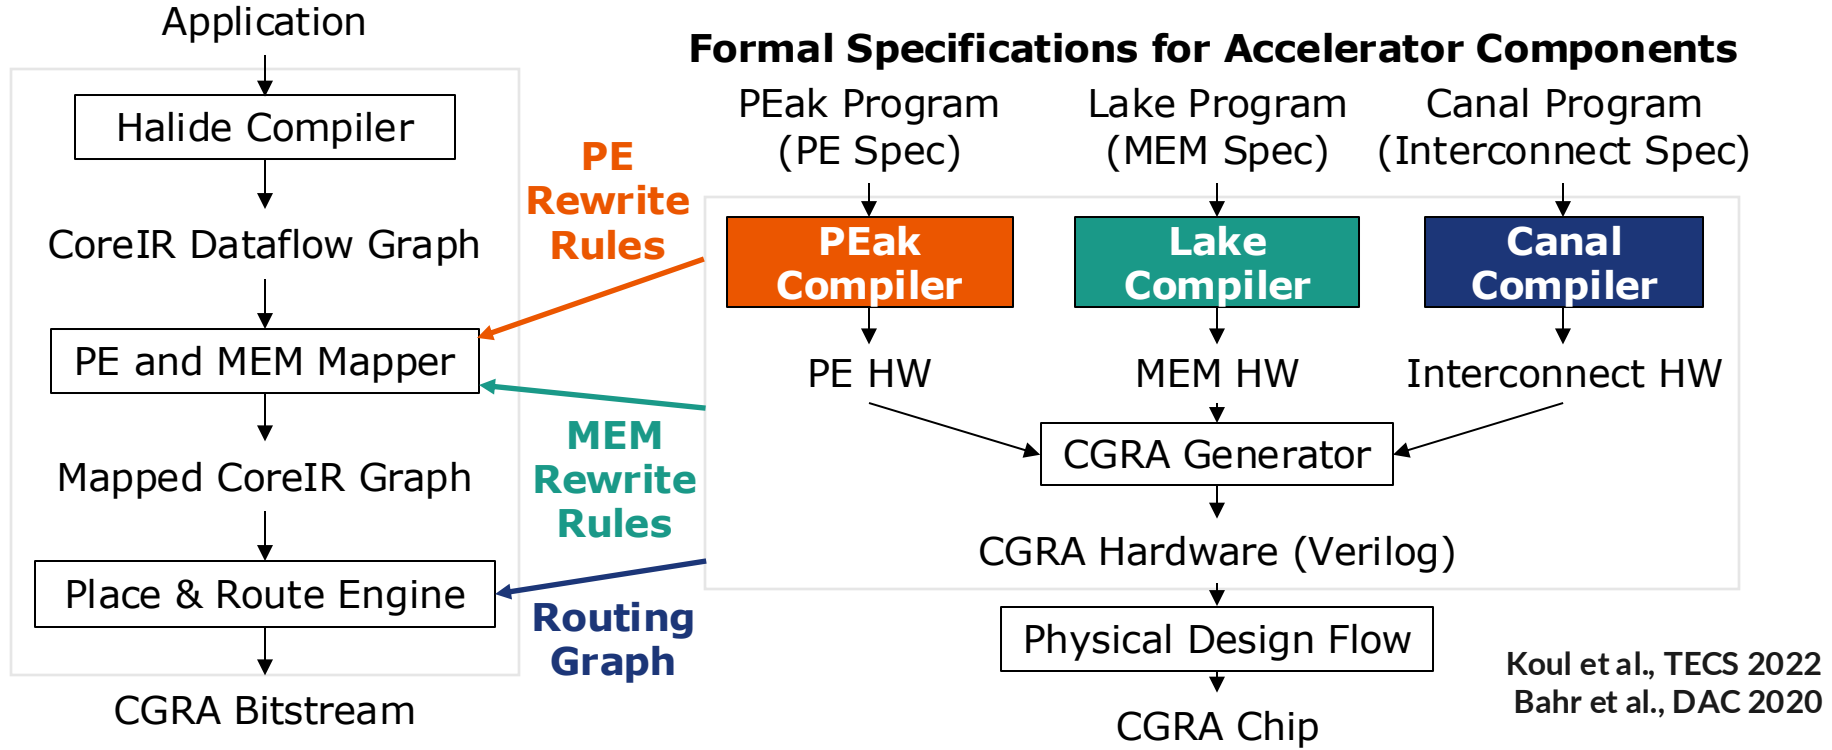 Application
Halide Compiler
CoreIR Dataflow Graph
PE and MEM Mapper
Mapped CoreIR Graph
Place & Route Engine
CGRA Bitstream
PE
Rewrite
Rules
MEM
Rewrite
Rules
Routing
Graph
Formal Specifications for Accelerator Components
PEak Program
(PE Spec)
Lake Program
(MEM Spec)
Canal Program
(Interconnect Spec)
PEak
Compiler
Lake
Compiler
Canal
Compiler
PE HW
MEM HW
Interconnect HW
CGRA Generator
CGRA Hardware (Verilog)
Physical Design Flow
CGRA Chip
Koul et al., TECS 2022
Bahr et al., DAC 2020